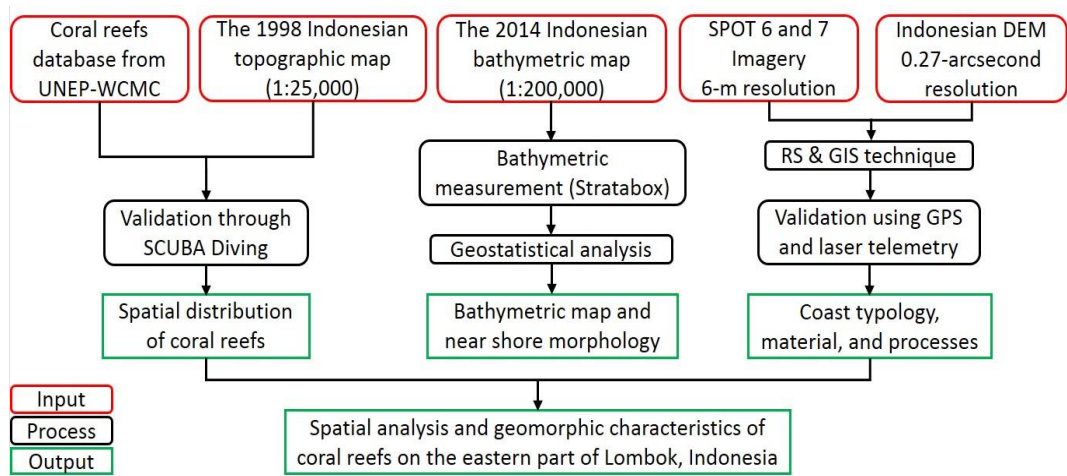 Coral reefs
database from
UNEP-WCMC
The 1998 Indonesian
topographic map
(1:25,000)
The 2014 Indonesian
bathymetric map
(1:200,000)
SPOT 6 and 7
Imagery
6-m resolution
Indonesian DEM
0.27-arcsecond
resolution
Validation through
SCUBA Diving
Bathymetric
measurement (Stratabox)
Geostatistical analysis
RS & GIS technique
Validation using GPS
and laser telemetry
Spatial distribution
of coral reefs
Bathymetric map and
near shore morphology
Coast typology,
material, and processes
Input
Process
Output
Spatial analysis and geomorphic characteristics of
coral reefs on the eastern part of Lombok, Indonesia